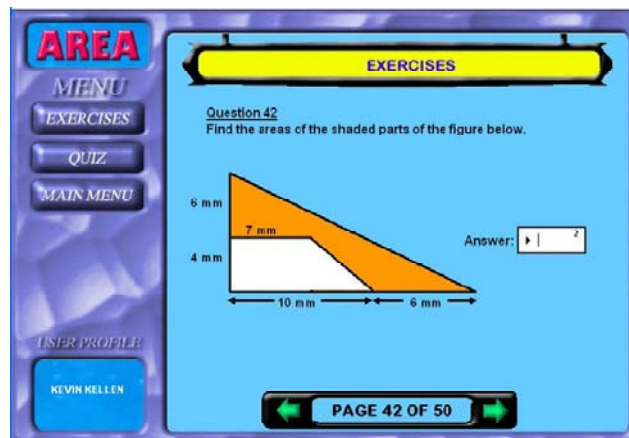 AREA
MENU
EXERCISES
QUIZ
MAIN MENU
USER PROFILE
KEVIN KELLEN
EXERCISES
Question 42
Find the areas of the shaded parts of the figure below.
6 mm
7 mm
4 mm
10 mm
6 mm
Answer:
2
PAGE 42 OF 50